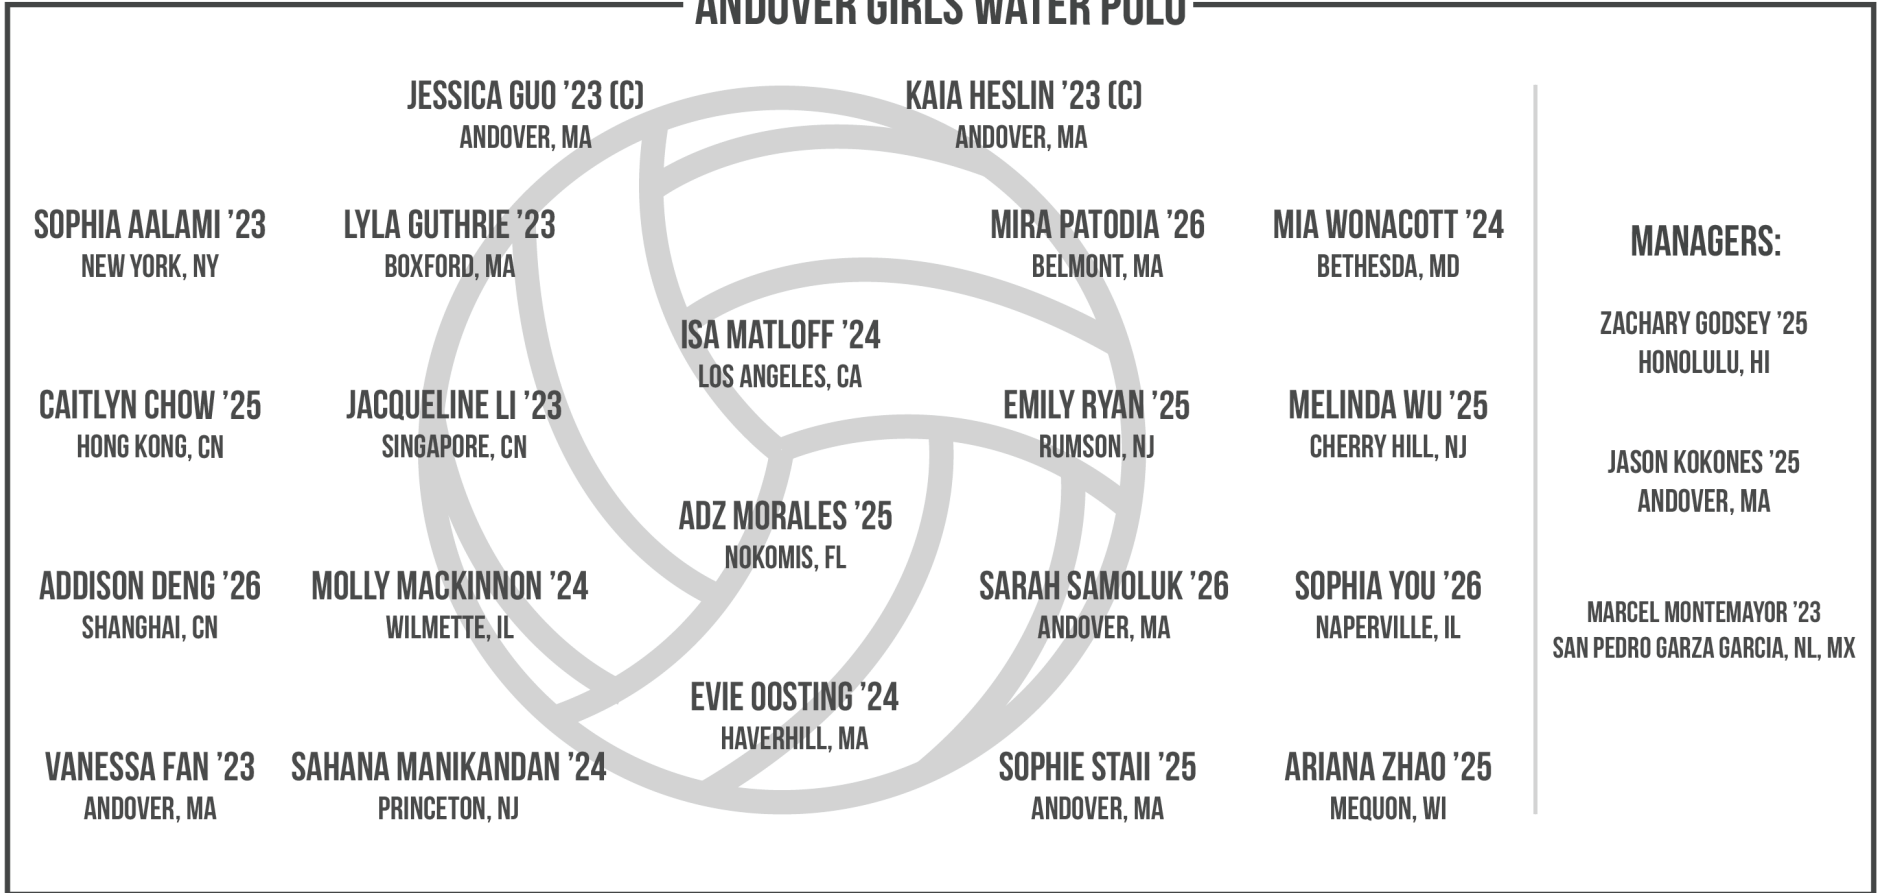 ANDOVER GIRLS WATER POLO
JESSICA GUO ’23 (C)
ANDOVER, MA
KAIA HESLIN ’23 (C)
ANDOVER, MA
SOPHIA AALAMI ’23
NEW YORK, NY
LYLA GUTHRIE ’23
BOXFORD, MA
MIRA PATODIA ’26
BELMONT, MA
MIA WONACOTT ’24
BETHESDA, MD
ISA MATLOFF ’24
LOS ANGELES, CA
CAITLYN CHOW ’25
HONG KONG, CN
JACQUELINE LI ’23
SINGAPORE, CN
EMILY RYAN ’25
RUMSON, NJ
MELINDA WU ’25
CHERRY HILL, NJ
ADZ MORALES ’25
NOKOMIS, FL
ADDISON DENG ’26
SHANGHAI, CN
MOLLY MACKINNON ’24
WILMETTE, IL
SARAH SAMOLUK ’26
ANDOVER, MA
SOPHIA YOU ’26
NAPERVILLE, IL
EVIE OOSTING ’24
HAVERHILL, MA
VANESSA FAN ’23
ANDOVER, MA
SAHANA MANIKANDAN ’24
PRINCETON, NJ
SOPHIE STAII ’25
ANDOVER, MA
ARIANA ZHAO ’25
MEQUON, WI
MANAGERS:
ZACHARY GODSEY ’25
HONOLULU, HI
JASON KOKONES ’25
ANDOVER, MA
MARCEL MONTEMAYOR ’23
SAN PEDRO GARZA GARCIA, NL, MX